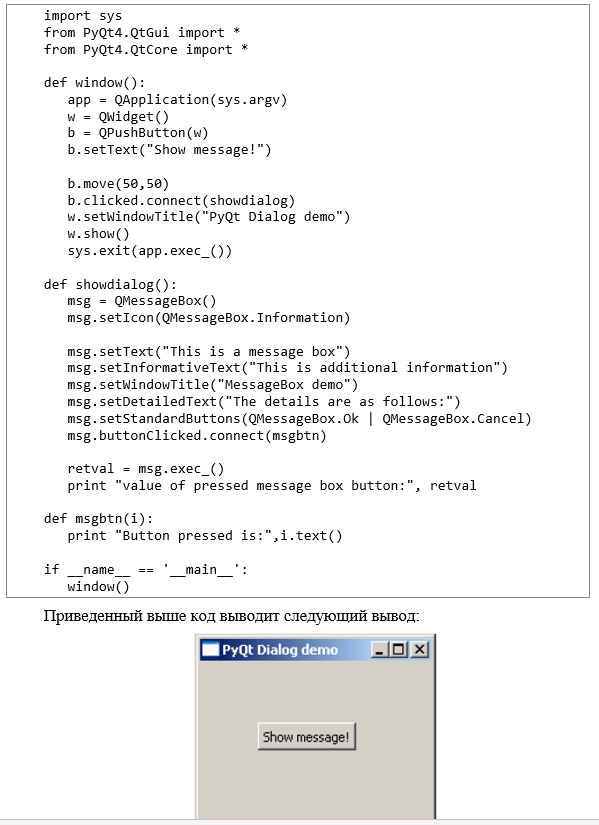 import sys
from PyQt4.QtGui import *
from PyQt4.QtCore import *
def window():
   app = QApplication(sys.argv)
   w = QWidget()
   b = QPushButton(w)
   b.setText("Show message!")
   b.move(50,50)
   b.clicked.connect(showdialog)
   w.setWindowTitle("PyQt Dialog demo")
   w.show()
   sys.exit(app.exec_())
def showdialog():
   msg = QMessageBox()
   msg.setIcon(QMessageBox.Information)
   msg.setText("This is a message box")
   msg.setInformativeText("This is additional information")
   msg.setWindowTitle("MessageBox demo")
   msg.setDetailedText("The details are as follows:")
   msg.setStandardButtons(QMessageBox.Ok | QMessageBox.Cancel)
   msg.buttonClicked.connect(msgbtn)
   retval = msg.exec_()
   print "value of pressed message box button:", retval
def msgbtn(i):
   print "Button pressed is:",i.text()
if __name__ == '__main__':
   window()
Приведенный выше код выводит следующий вывод:
PyQt Dialog demo
Show message!